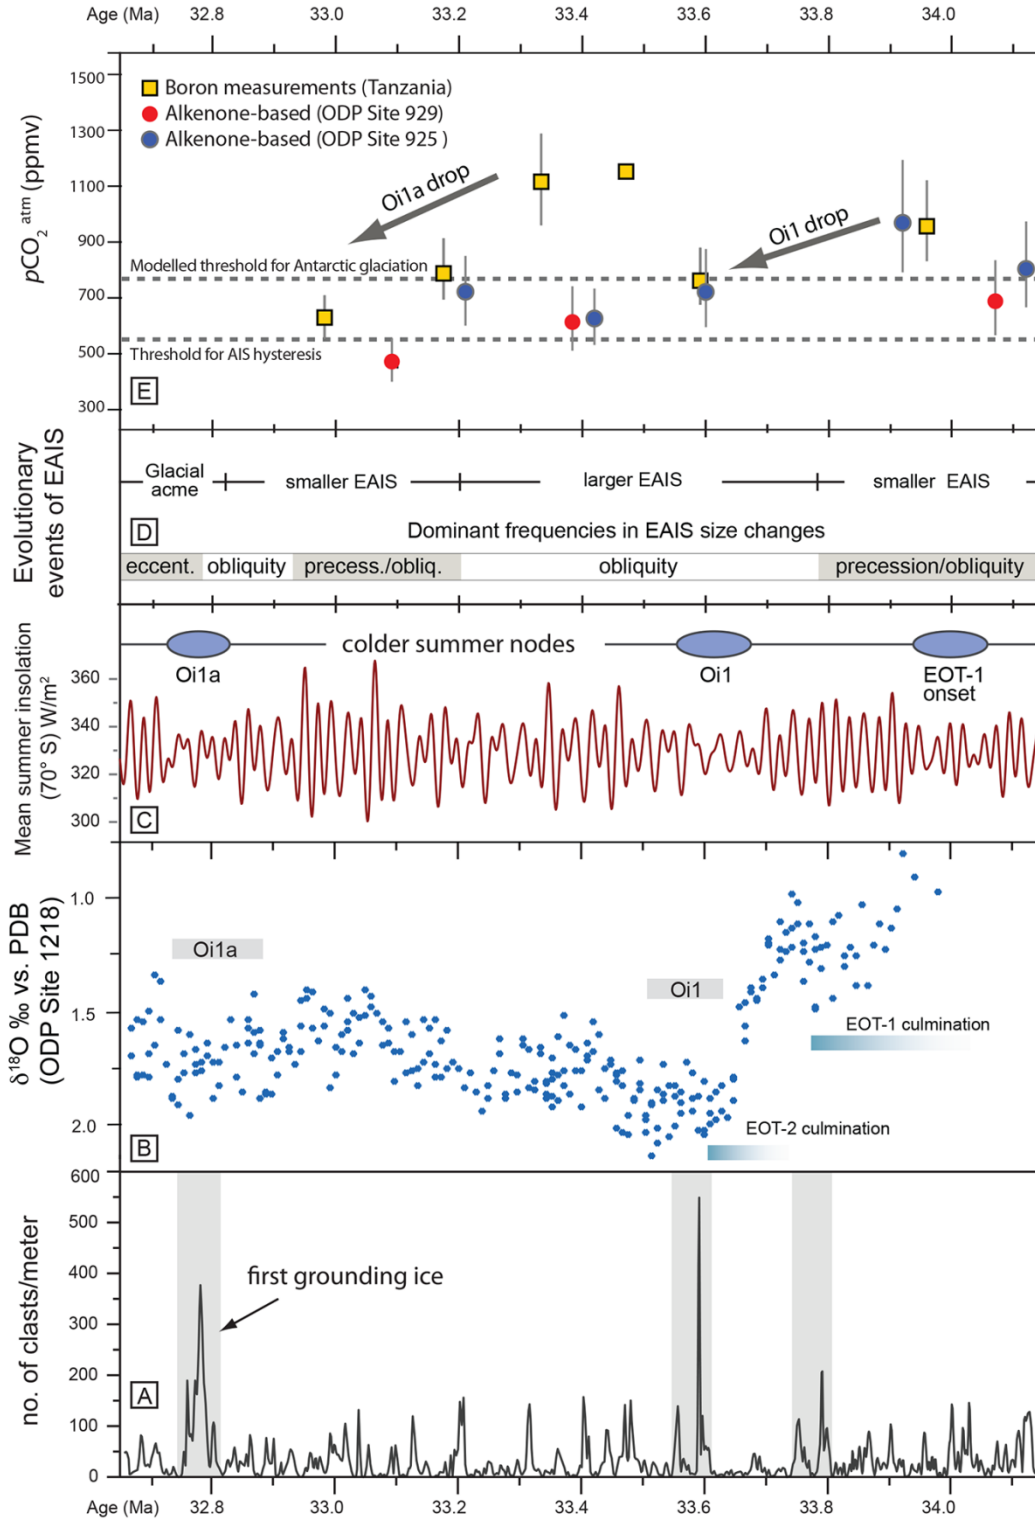 Age (Ma) 32.8 33.0 33.2 33.4 33.6 33.8 34.0
1500
1300
1100
900
700
500
300
pCO₂ ᵃᵗᵐ (ppmv)
Boron measurements (Tanzania)
Alkenone-based (ODP Site 929)
Alkenone-based (ODP Site 925 )
Oi1a drop
Oi1 drop
Modelled threshold for Antarctic glaciation
Threshold for AIS hysteresis
E
Evolutionary
events of EAIS
Glacial
acme
smaller EAIS
larger EAIS
smaller EAIS
D
Dominant frequencies in EAIS size changes
eccent. obliquity precess./obliq. obliquity precession/obliquity
Mean summer insolation
(70° S) W/m²
360
340
320
300
colder summer nodes
Oi1a
Oi1
EOT-1
onset
C
δ¹⁸O ‰ vs. PDB
(ODP Site 1218)
1.0
1.5
2.0
Oi1a
Oi1
EOT-1 culmination
EOT-2 culmination
B
no. of clasts/meter
600
500
400
300
200
100
0
first grounding ice
A
Age (Ma) 32.8 33.0 33.2 33.4 33.6 33.8 34.0